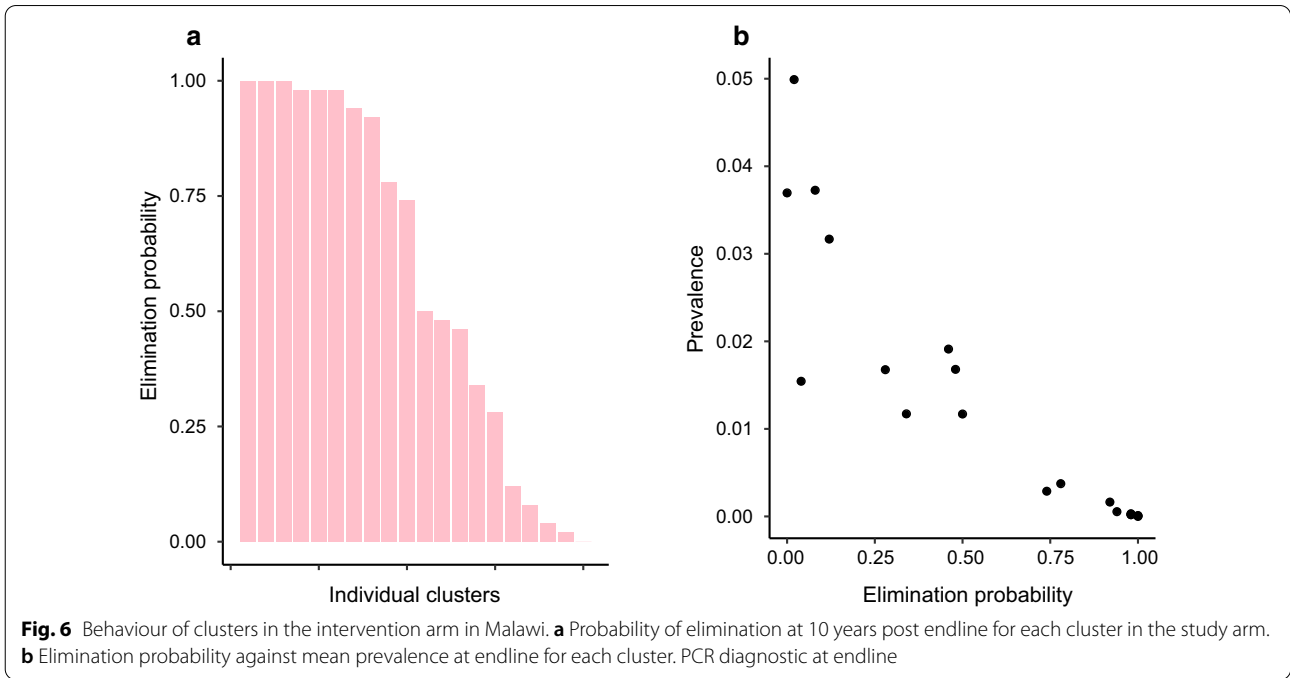 a
1.00
0.75
0.50
0.25
0.00
Elimination probability
Individual clusters
b
0.05
0.04
0.03
0.02
0.01
0.00
Prevalence
0.00 0.25 0.50 0.75 1.00
Elimination probability
Fig. 6 Behaviour of clusters in the intervention arm in Malawi. a Probability of elimination at 10 years post endline for each cluster in the study arm.
b Elimination probability against mean prevalence at endline for each cluster. PCR diagnostic at endline